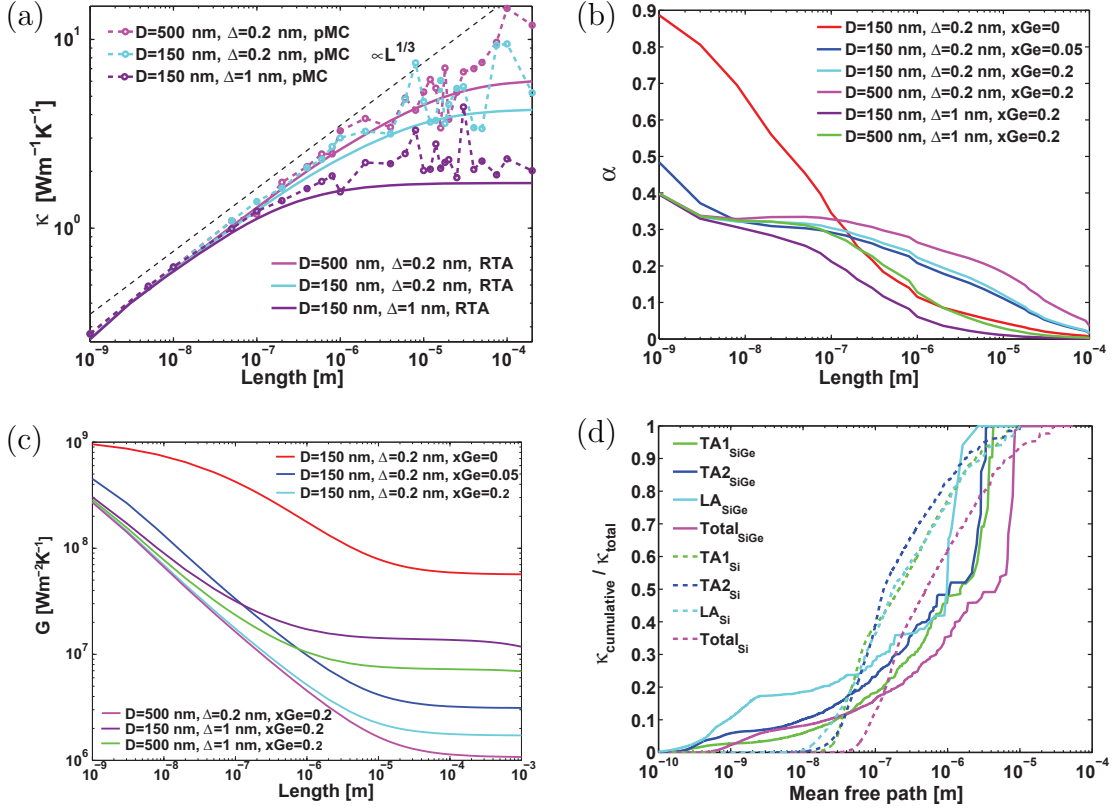 (a)
10¹
10⁰
κ [Wm⁻¹K⁻¹]
D=500 nm, Δ=0.2 nm, pMC
D=150 nm, Δ=0.2 nm, pMC
D=150 nm, Δ=1 nm, pMC
∝L^1/3
D=500 nm, Δ=0.2 nm, RTA
D=150 nm, Δ=0.2 nm, RTA
D=150 nm, Δ=1 nm, RTA
10⁻⁹ 10⁻⁸ 10⁻⁷ 10⁻⁶ 10⁻⁵ 10⁻⁴
Length [m]
(b)
0.9
0.8
0.7
0.6
0.5
0.4
0.3
0.2
0.1
0
α
D=150 nm, Δ=0.2 nm, xGe=0
D=150 nm, Δ=0.2 nm, xGe=0.05
D=150 nm, Δ=0.2 nm, xGe=0.2
D=500 nm, Δ=0.2 nm, xGe=0.2
D=150 nm, Δ=1 nm, xGe=0.2
D=500 nm, Δ=1 nm, xGe=0.2
10⁻⁹ 10⁻⁸ 10⁻⁷ 10⁻⁶ 10⁻⁵ 10⁻⁴
Length [m]
(c)
10⁹
10⁸
10⁷
10⁶
G [Wm⁻²K⁻¹]
D=150 nm, Δ=0.2 nm, xGe=0
D=150 nm, Δ=0.2 nm, xGe=0.05
D=150 nm, Δ=0.2 nm, xGe=0.2
D=500 nm, Δ=0.2 nm, xGe=0.2
D=150 nm, Δ=1 nm, xGe=0.2
D=500 nm, Δ=1 nm, xGe=0.2
10⁻⁹ 10⁻⁸ 10⁻⁷ 10⁻⁶ 10⁻⁵ 10⁻⁴ 10⁻³
Length [m]
(d)
1
0.9
0.8
0.7
0.6
0.5
0.4
0.3
0.2
0.1
0
κcumulative / κtotal
TA1SiGe
TA2SiGe
LASiGe
TotalSiGe
TA1Si
TA2Si
LASi
TotalSi
10⁻¹⁰ 10⁻⁹ 10⁻⁸ 10⁻⁷ 10⁻⁶ 10⁻⁵ 10⁻⁴
Mean free path [m]